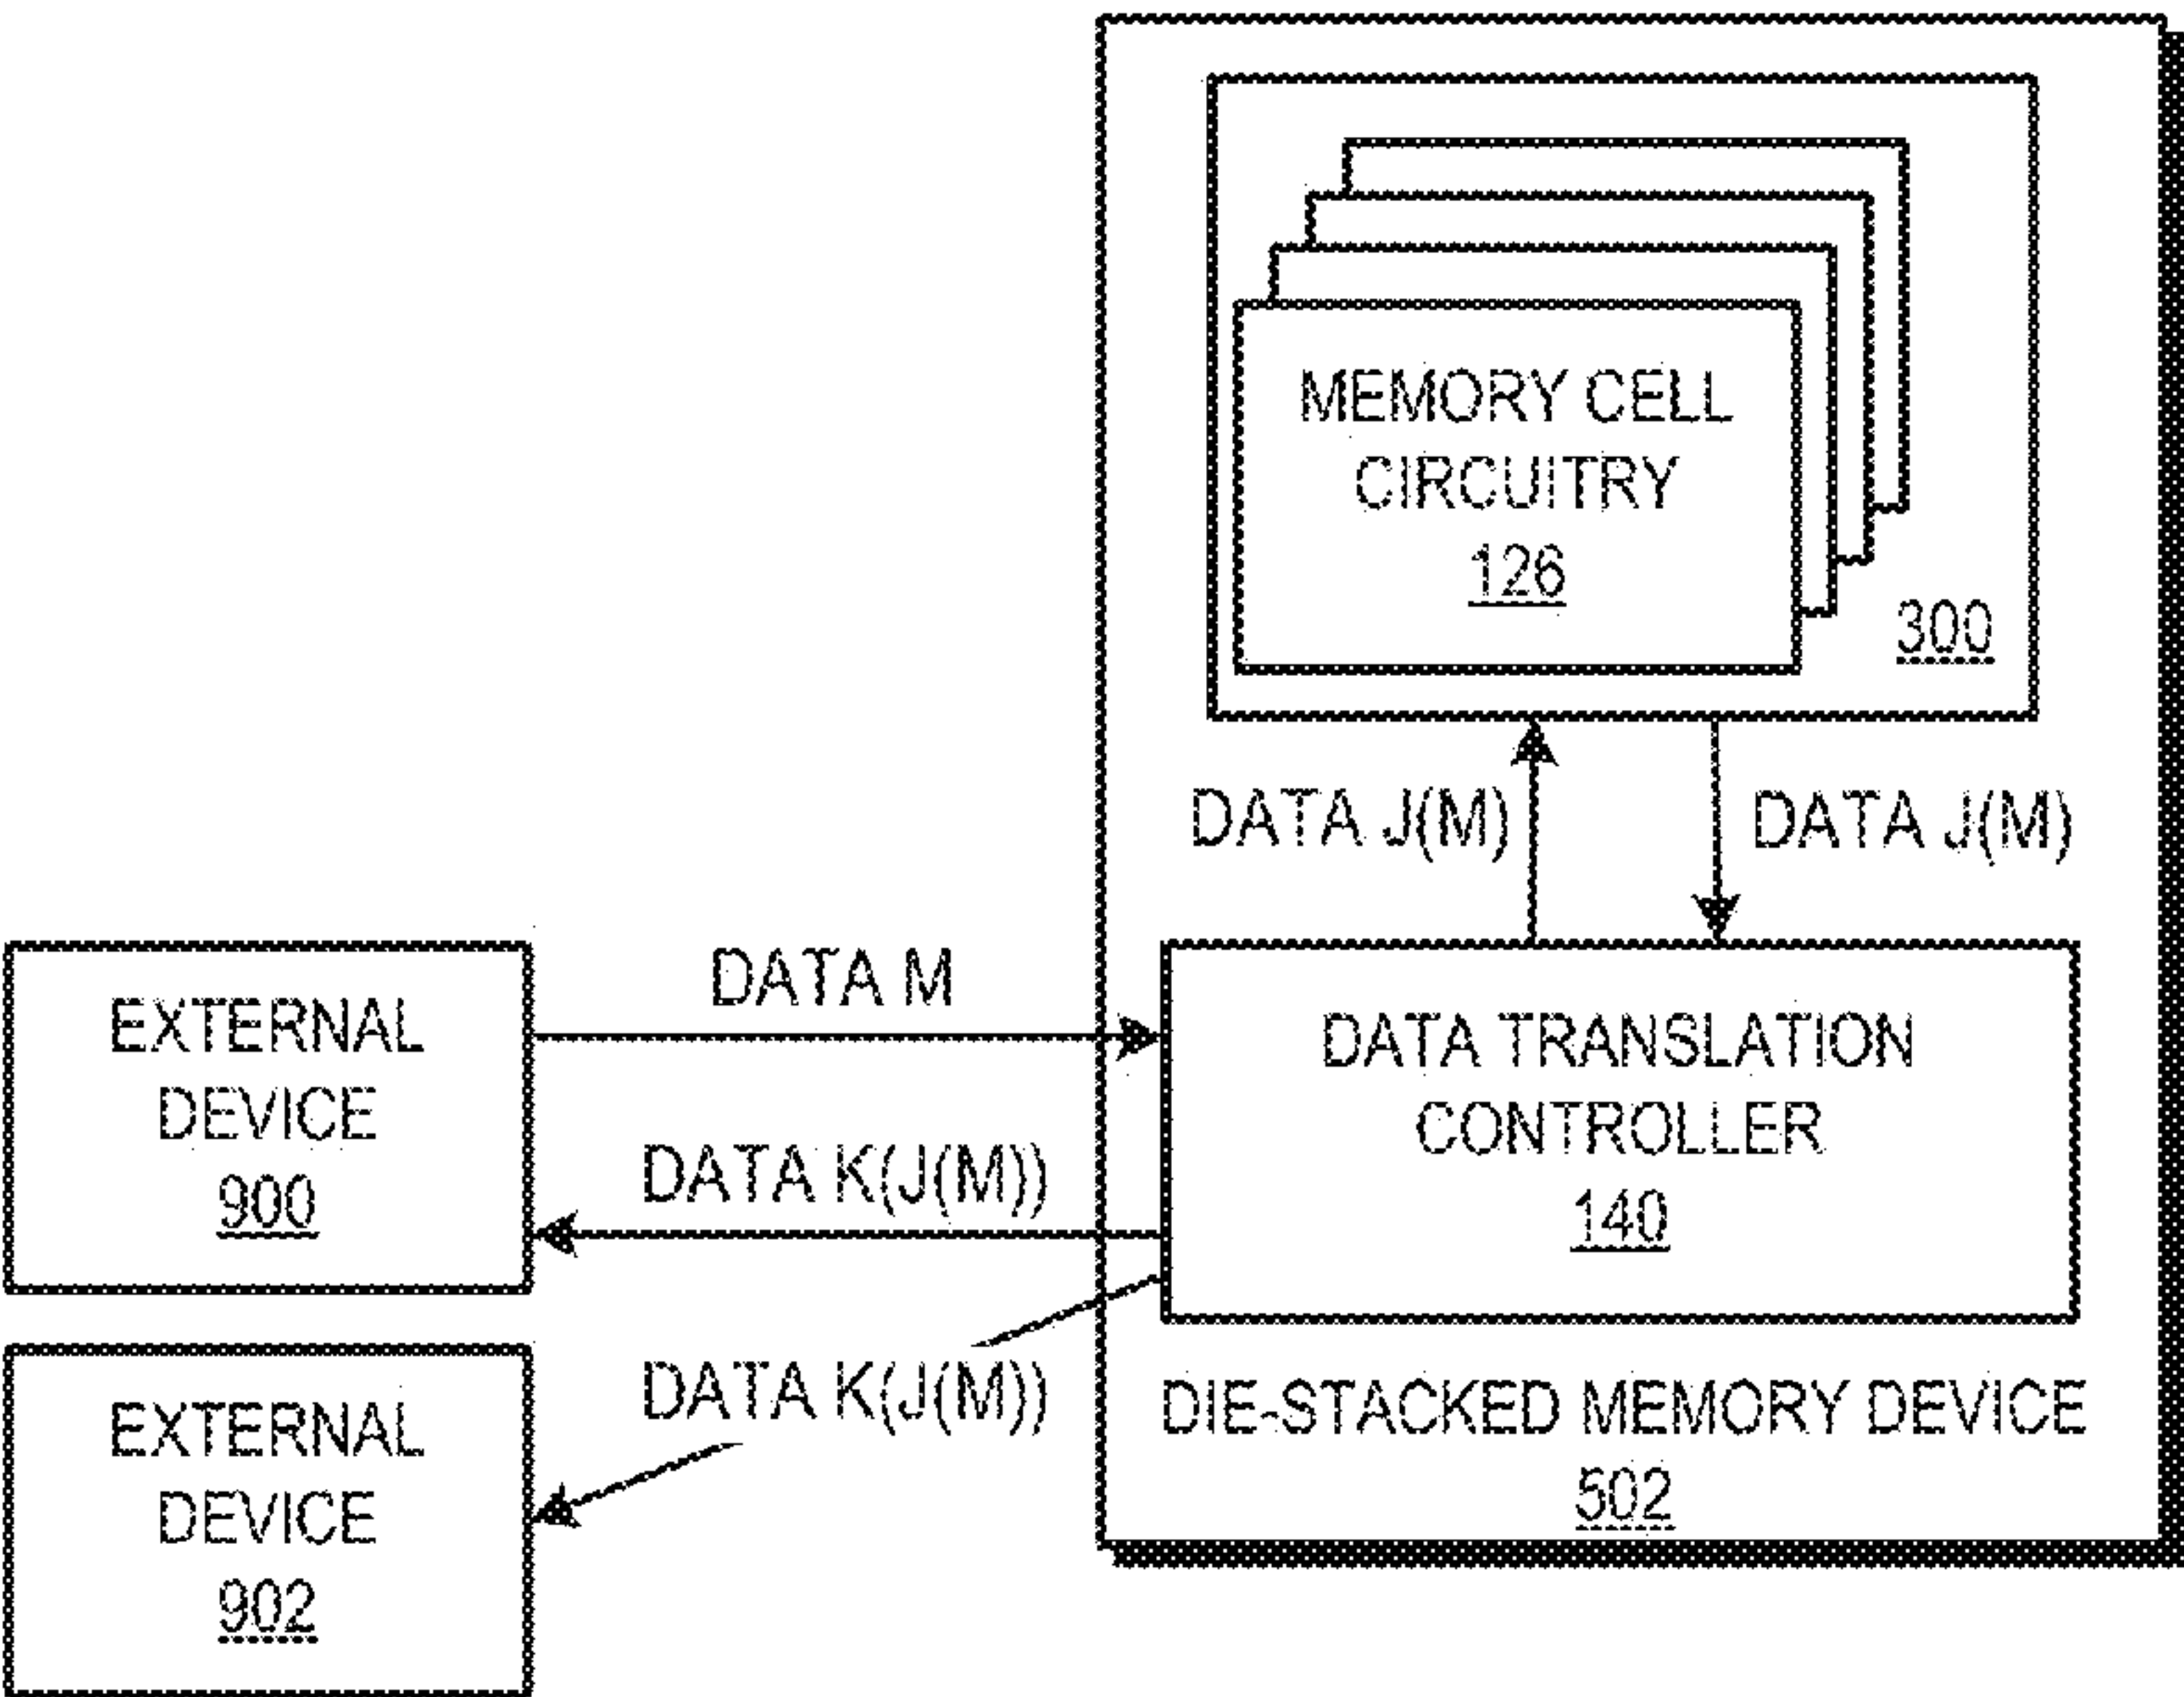 MEMORY CELL
CIRCUITRY
126
300
DATA J(M)
DATA J(M)
EXTERNAL
DEVICE
900
DATA M
DATA K(J(M))
DATA TRANSLATION
CONTROLLER
140
EXTERNAL
DEVICE
902
DATA K(J(M))
DIE-STACKED MEMORY DEVICE
502